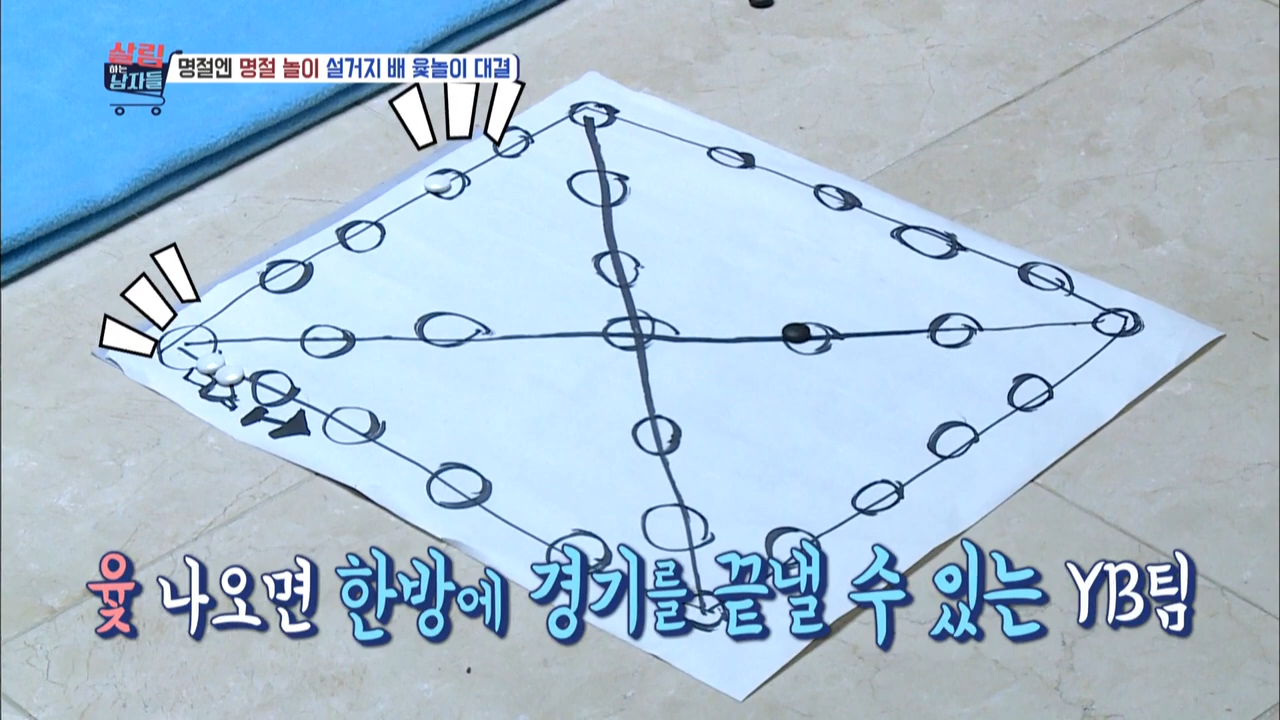 살림
하는
남자들
명절엔 명절 놀이 설거지 배 윷놀이 대결
윷 나오면 한방에 경기를 끝낼 수 있는 YB팀